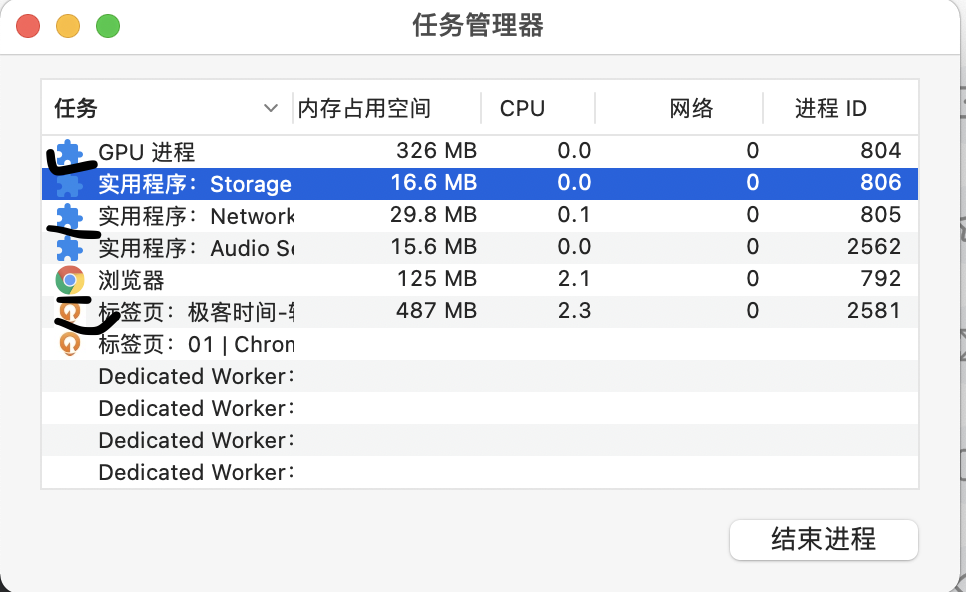 任务管理器
任务 内存占用空间 CPU 网络 进程 ID
GPU 进程 326 MB 0.0 0 804
实用程序：Storage 16.6 MB 0.0 0 806
实用程序：Network 29.8 MB 0.1 0 805
实用程序：Audio Se 15.6 MB 0.0 0 2562
浏览器 125 MB 2.1 0 792
标签页：极客时间- 487 MB 2.3 0 2581
标签页：01 | Chrom
Dedicated Worker:
Dedicated Worker:
Dedicated Worker:
Dedicated Worker:
结束进程